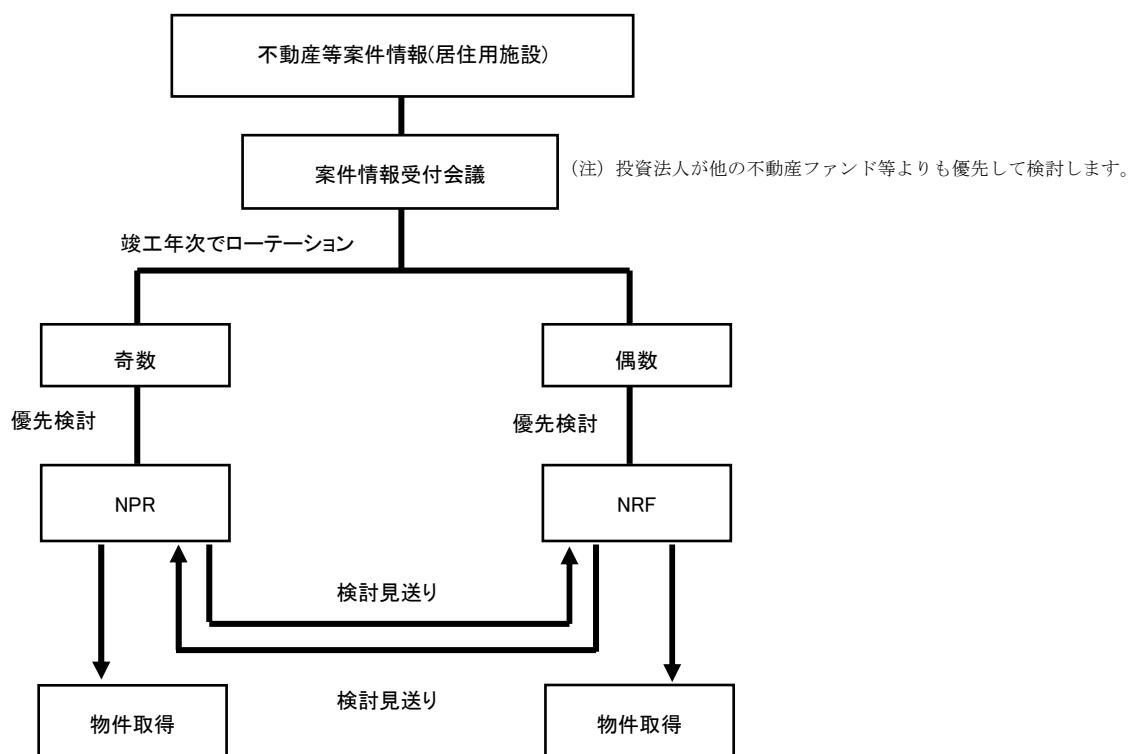 不動産等案件情報(居住用施設)
案件情報受付会議
(注) 投資法人が他の不動産ファンド等よりも優先して検討します。
竣工年次でローテーション
奇数
偶数
優先検討
優先検討
NPR
NRF
検討見送り
検討見送り
物件取得
物件取得